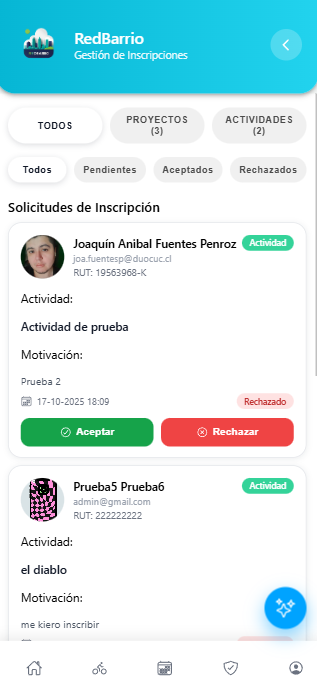 RedBarrio
Gestión de Inscripciones
TODOS
PROYECTOS
(3)
ACTIVIDADES
(2)
Todos
Pendientes
Aceptados
Rechazados
Solicitudes de Inscripción
Joaquín Anibal Fuentes Penroz
Actividad
joa.fuentesp@duocuc.cl
RUT: 19563968-K
Actividad:
Actividad de prueba
Motivación:
Prueba 2
17-10-2025 18:09
Rechazado
Aceptar
Rechazar
Prueba5 Prueba6
Actividad
admin@gmail.com
RUT: 222222222
Actividad:
el diablo
Motivación:
me kiero inscribir